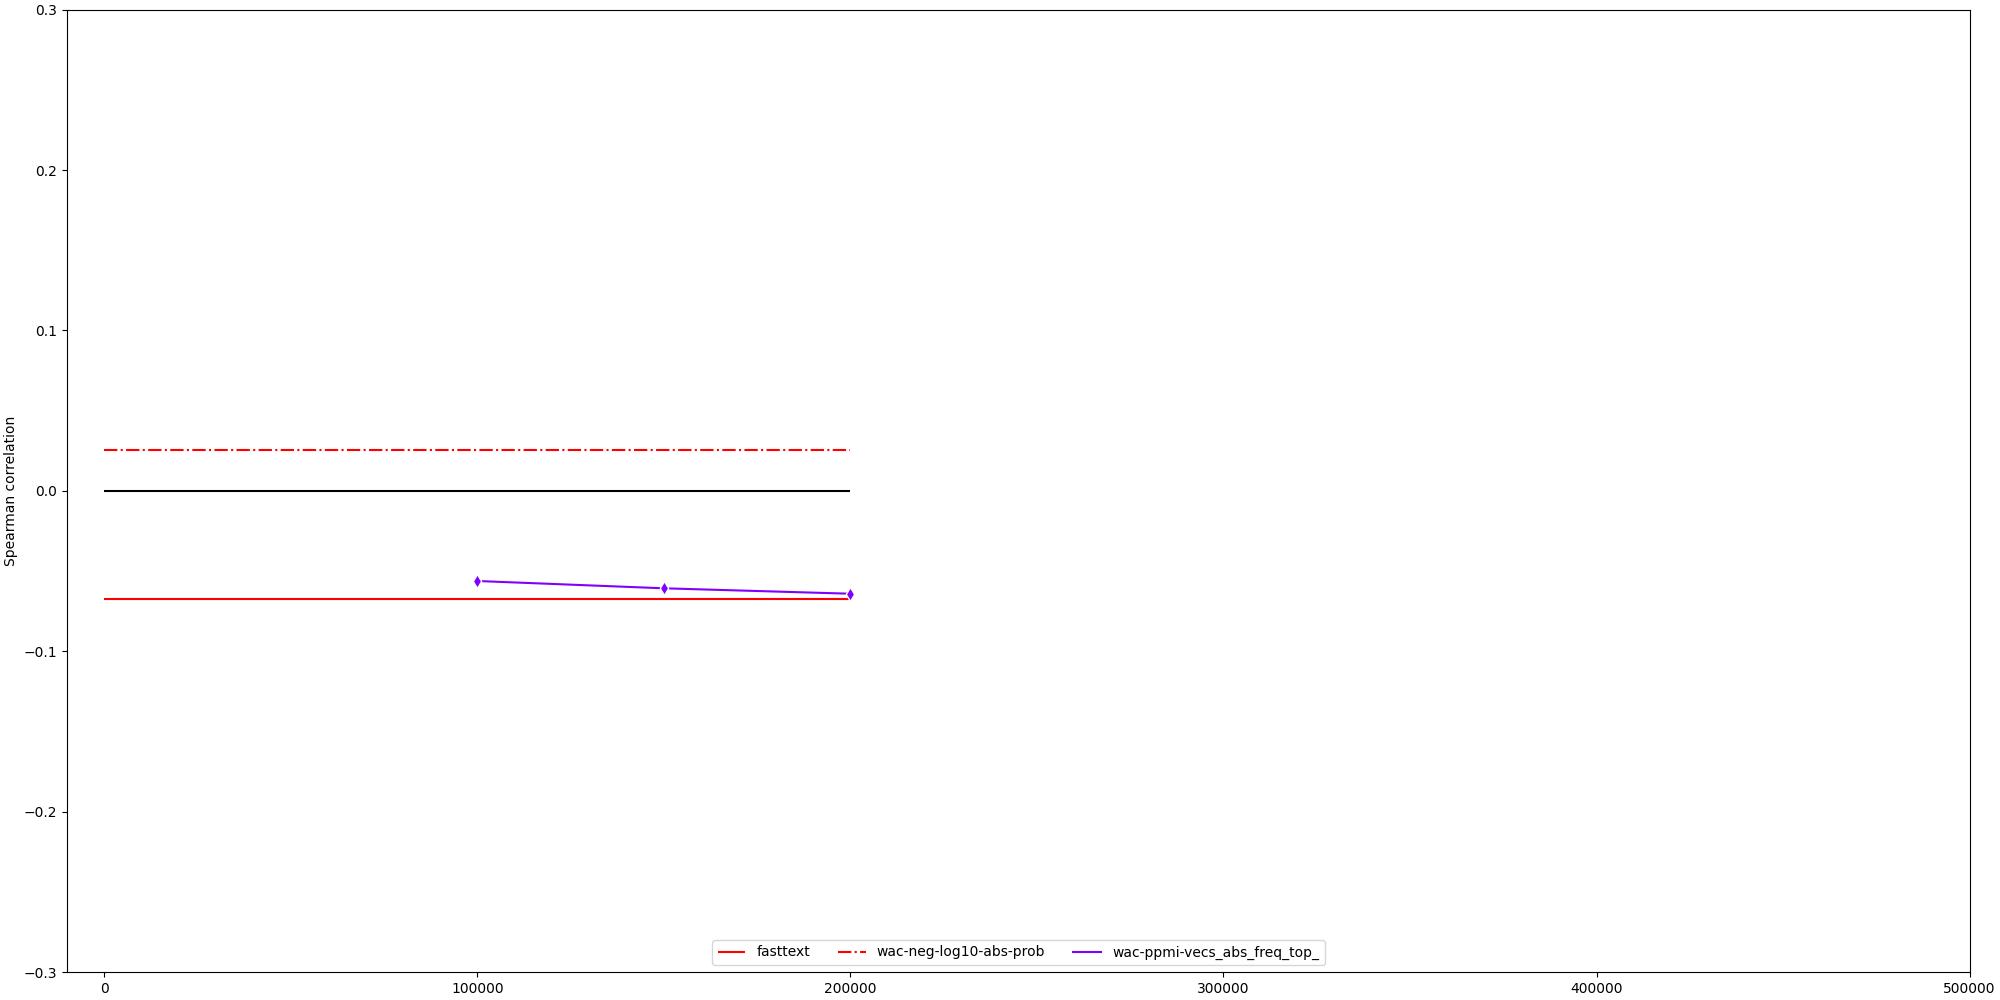 0.3
0.2
0.1
0.0
−0.1
−0.2
−0.3
Spearman correlation
fasttext wac-neg-log10-abs-prob wac-ppmi-vecs_abs_freq_top_
0 100000 200000 300000 400000 500000